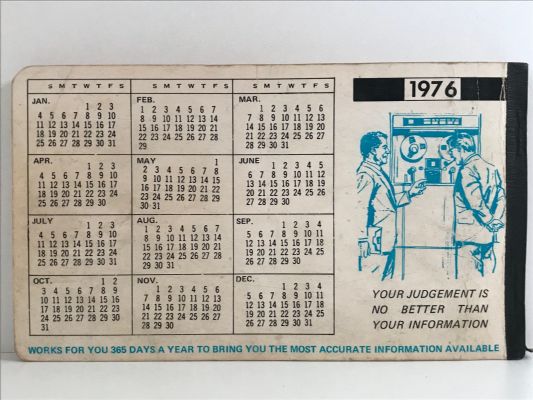 S M T W T F S
JAN.
1 2 3
4 5 6 7 8 9 10
11 12 13 14 15 16 17
18 19 20 21 22 23 24
25 26 27 28 29 30 31
S M T W T F S
FEB.
1 2 3 4 5 6 7
8 9 10 11 12 13 14
15 16 17 18 19 20 21
22 23 24 25 26 27 28
29
S M T W T F S
MAR.
1 2 3 4 5 6
7 8 9 10 11 12 13
14 15 16 17 18 19 20
21 22 23 24 25 26 27
28 29 30 31
APR.
1 2 3
4 5 6 7 8 9 10
11 12 13 14 15 16 17
18 19 20 21 22 23 24
25 26 27 28 29 30
MAY 1
2 3 4 5 6 7 8
9 10 11 12 13 14 15
16 17 18 19 20 21 22
23 24 25 26 27 28 29
30 31
JUNE
1 2 3 4 5
6 7 8 9 10 11 12
13 14 15 16 17 18 19
20 21 22 23 24 25 26
27 28 29 30
JULY
1 2 3
4 5 6 7 8 9 10
11 12 13 14 15 16 17
18 19 20 21 22 23 24
25 26 27 28 29 30 31
AUG.
1 2 3 4 5 6 7
8 9 10 11 12 13 14
15 16 17 18 19 20 21
22 23 24 25 26 27 28
29 30 31
SEP.
1 2 3 4
5 6 7 8 9 10 11
12 13 14 15 16 17 18
19 20 21 22 23 24 25
26 27 28 29 30
OCT. 1 2
3 4 5 6 7 8 9
10 11 12 13 14 15 16
17 18 19 20 21 22 23
24 25 26 27 28 29 30
31
NOV.
1 2 3 4 5 6
7 8 9 10 11 12 13
14 15 16 17 18 19 20
21 22 23 24 25 26 27
28 29 30
DEC.
1 2 3 4
5 6 7 8 9 10 11
12 13 14 15 16 17 18
19 20 21 22 23 24 25
26 27 28 29 30 31
1976
YOUR JUDGEMENT IS
NO BETTER THAN
YOUR INFORMATION
WORKS FOR YOU 365 DAYS A YEAR TO BRING YOU THE MOST ACCURATE INFORMATION AVAILABLE